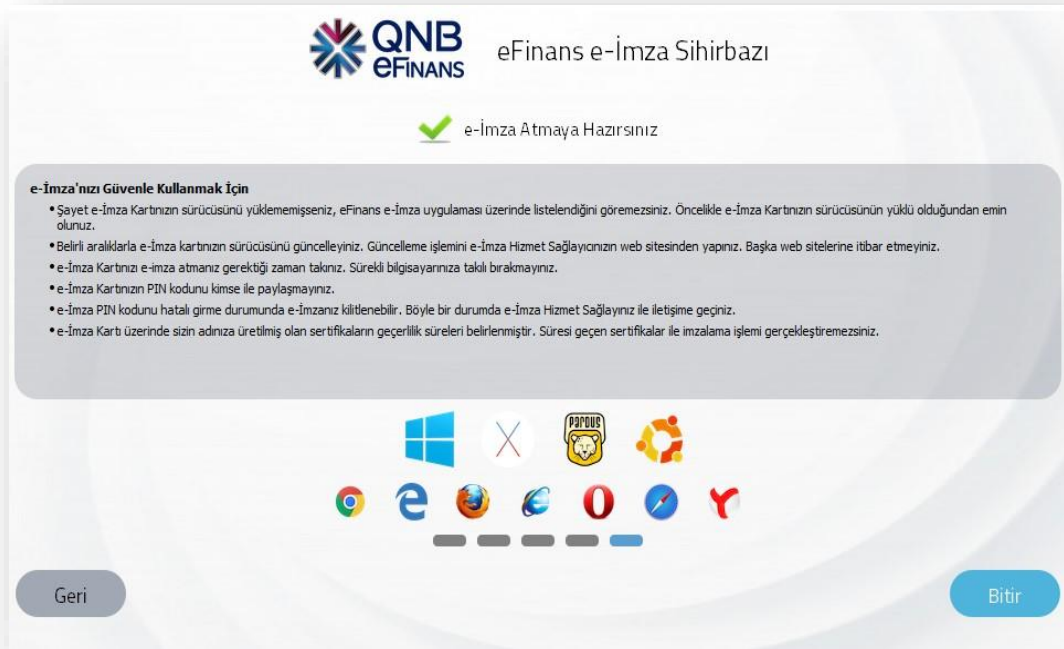 QNB
eFINANS
eFinans e-İmza Sihirbazı
e-İmza Atmaya Hazırsınız
e-İmza'nızı Güvenle Kullanmak İçin
• Şayet e-İmza Kartınızın sürücüsünü yüklememişseniz, eFinans e-İmza uygulaması üzerinde listelendiğini göremezsiniz. Öncelikle e-İmza Kartınızın sürücüsünün yüklü olduğundan emin
olunuz.
• Belirli aralıklarla e-İmza kartınızın sürücüsünü güncelleyiniz. Güncelleme işlemini e-İmza Hizmet Sağlayıcınızın web sitesinden yapınız. Başka web sitelerine itibar etmeyiniz.
• e-İmza Kartınızı e-imza atmanız gerektiği zaman takınız. Sürekli bilgisayarınıza takılı bırakmayınız.
• e-İmza Kartınızın PIN kodunu kimse ile paylaşmayınız.
• e-İmza PIN kodunu hatalı girme durumunda e-İmzanız kilitlenebilir. Böyle bir durumda e-İmza Hizmet Sağlayınız ile iletişime geçiniz.
• e-İmza Kartı üzerinde sizin adınıza üretilmiş olan sertifikaların geçerlilik süreleri belirlenmiştir. Süresi geçen sertifikalar ile imzalama işlemi gerçekleştiremezsiniz.
PARDUS
Geri
Bitir